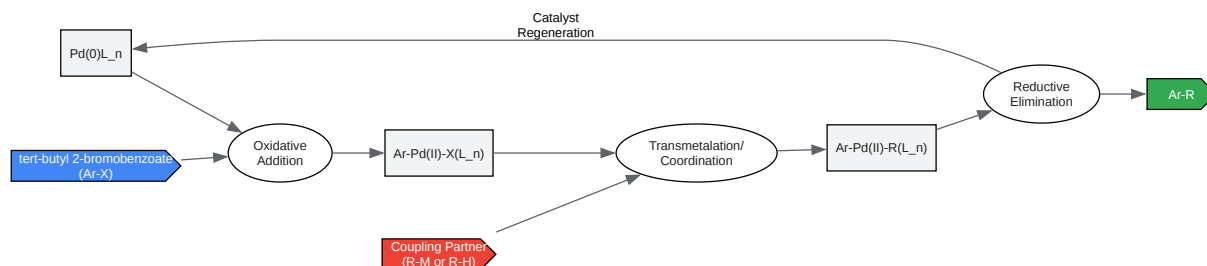 Catalyst
Regeneration
Pd(0)L_n
Reductive
Elimination
Ar-R
Oxidative
Addition
Ar-Pd(II)-X(L_n)
Transmetalation/
Coordination
Ar-Pd(II)-R(L_n)
tert-butyl 2-bromobenzoate
(Ar-X)
Coupling Partner
(R-M or R-H)